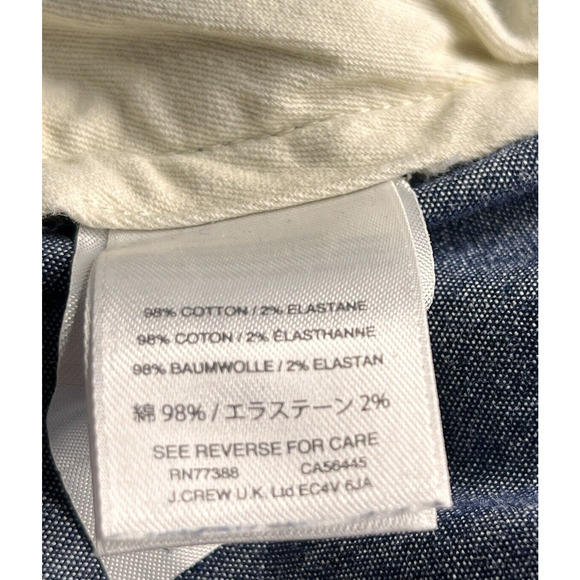 98% COTTON / 2% ELASTANE
98% COTON / 2% ÉLASTHANNE
98% BAUMWOLLE / 2% ELASTAN
綿 98% / エラステーン 2%
SEE REVERSE FOR CARE
RN77388 CA56445
J.CREW U.K. Ltd EC4V 6JA